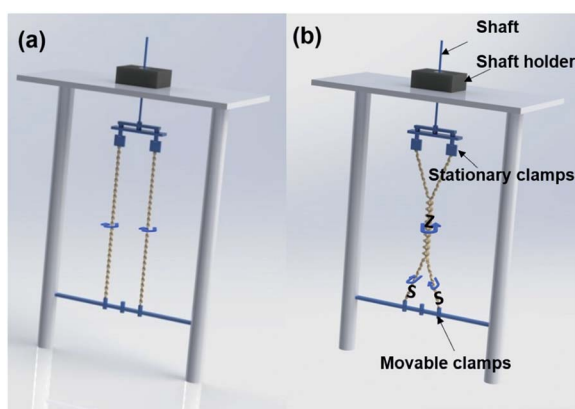 (a)
(b)
Shaft
Shaft holder
Stationary clamps
Z
S
S
Movable clamps